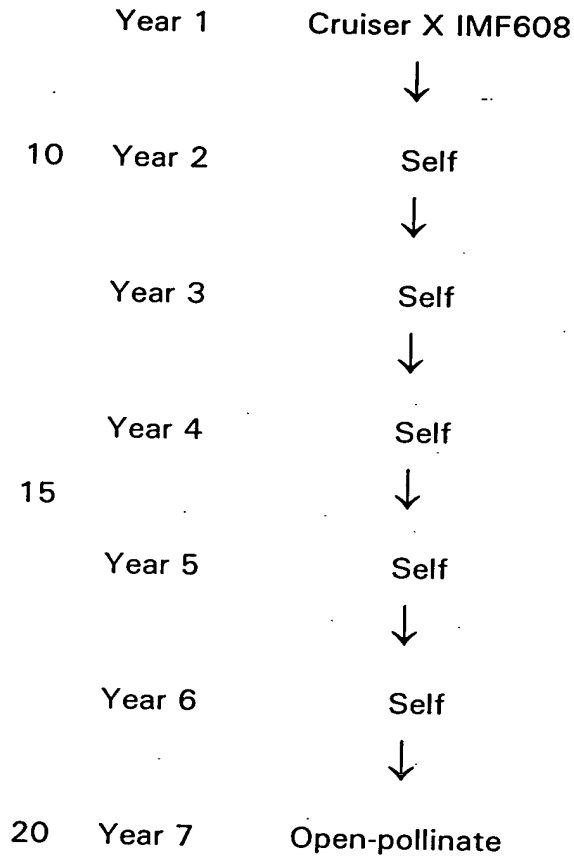 Year 1 Cruiser X IMF608
↓
10 Year 2 Self
↓
Year 3 Self
↓
Year 4 Self
↓
15
Year 5 Self
↓
Year 6 Self
↓
20 Year 7 Open-pollinate